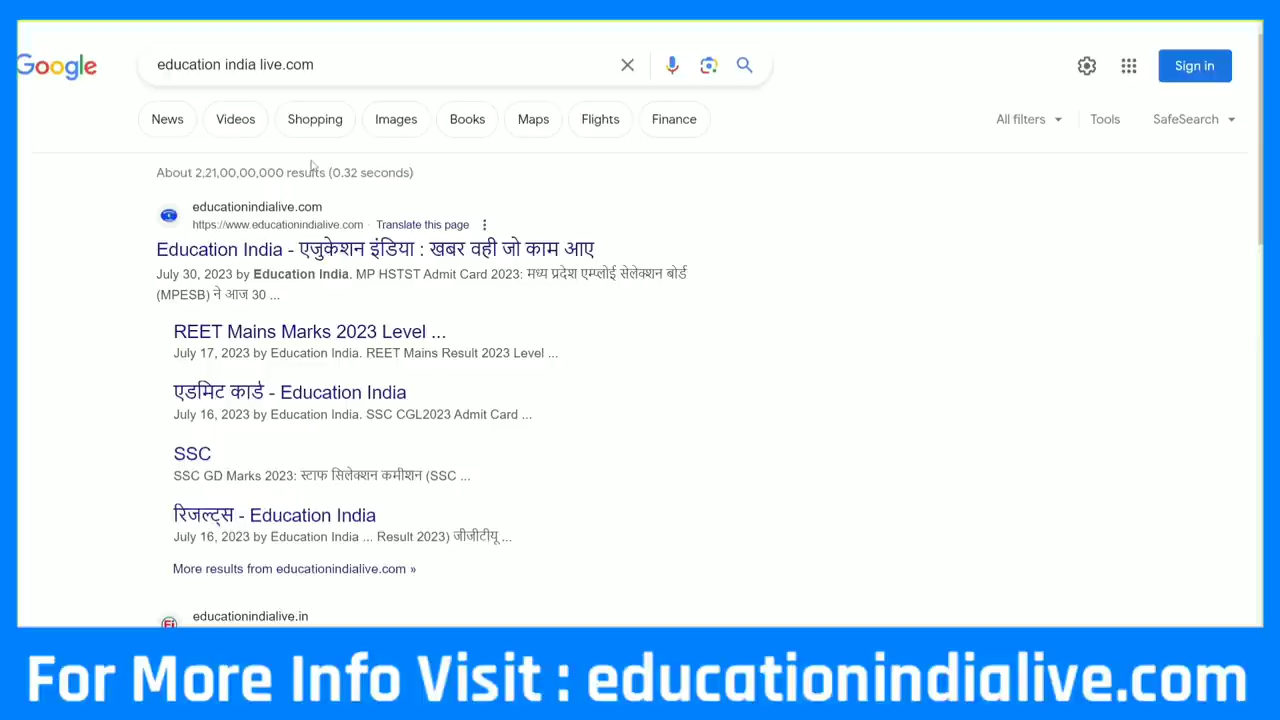 Google
education india live.com
Sign in
News Videos Shopping Images Books Maps Flights Finance All filters Tools SafeSearch
About 2,21,00,00,000 results (0.32 seconds)
educationindialive.com
https://www.educationindialive.com · Translate this page
Education India - एजुकेशन इंडिया : खबर वही जो काम आए
July 30, 2023 by Education India. MP HSTST Admit Card 2023: मध्य प्रदेश एम्प्लोई सेलेक्शन बोर्ड
(MPESB) ने आज 30 ...
REET Mains Marks 2023 Level ...
July 17, 2023 by Education India. REET Mains Result 2023 Level ...
एडमिट कार्ड - Education India
July 16, 2023 by Education India. SSC CGL2023 Admit Card ...
SSC
SSC GD Marks 2023: स्टाफ सिलेक्शन कमीशन (SSC ...
रिजल्ट्स - Education India
July 16, 2023 by Education India ... Result 2023) जीजीटीयू ...
More results from educationindialive.com »
educationindialive.in
Ei
For More Info Visit : educationindialive.com